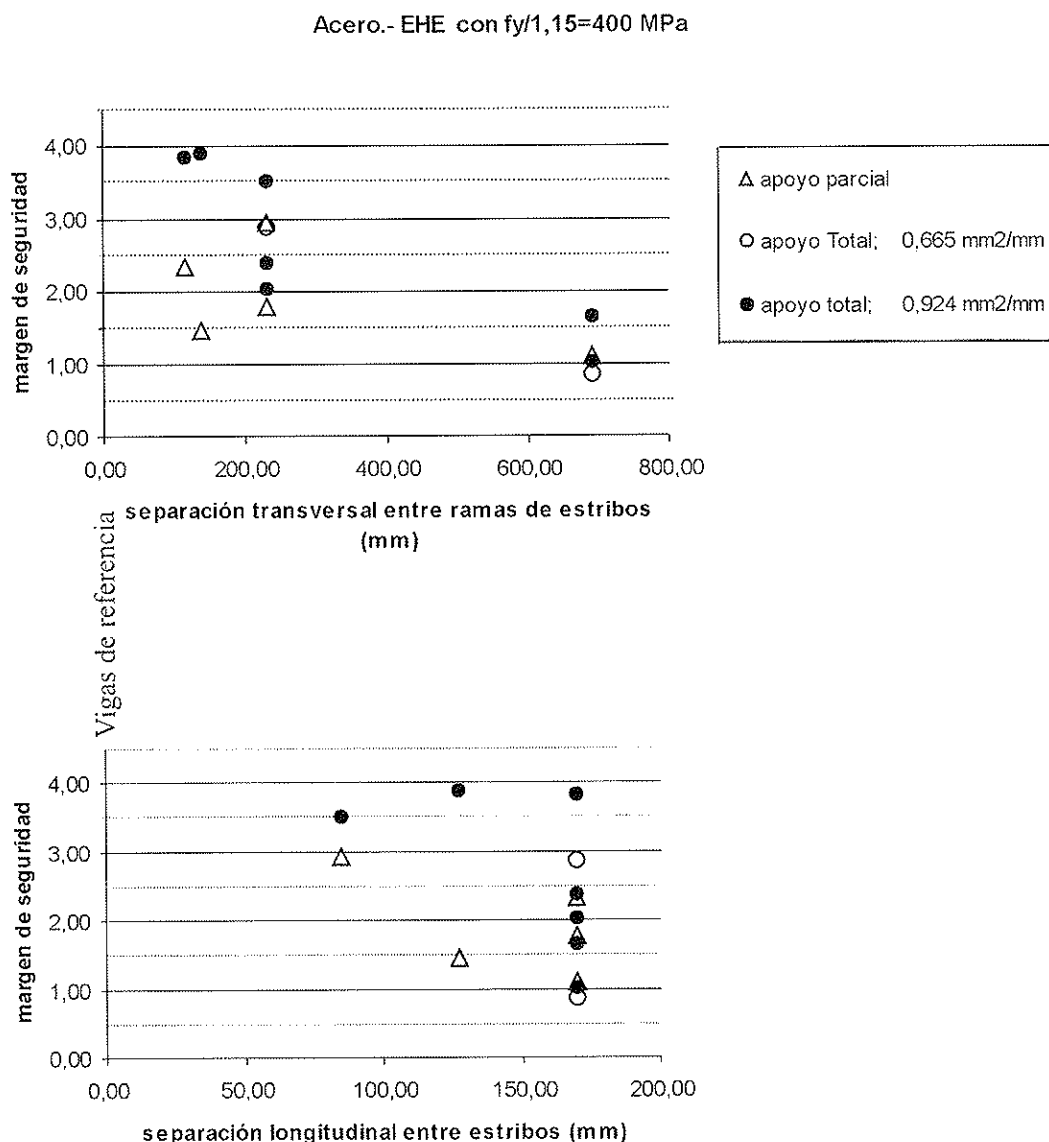 Acero.- EHE con fy/1,15=400 MPa
margen de seguridad
4,00
3,00
2,00
1,00
0,00
0,00 200,00 400,00 600,00 800,00
separación transversal entre ramas de estribos
(mm)
apoyo parcial
apoyo Total; 0,665 mm2/mm
apoyo total; 0,924 mm2/mm
Vigas de referencia
margen de seguridad
4,00
3,00
2,00
1,00
0,00
0,00 50,00 100,00 150,00 200,00
separación longitudinal entre estribos (mm)